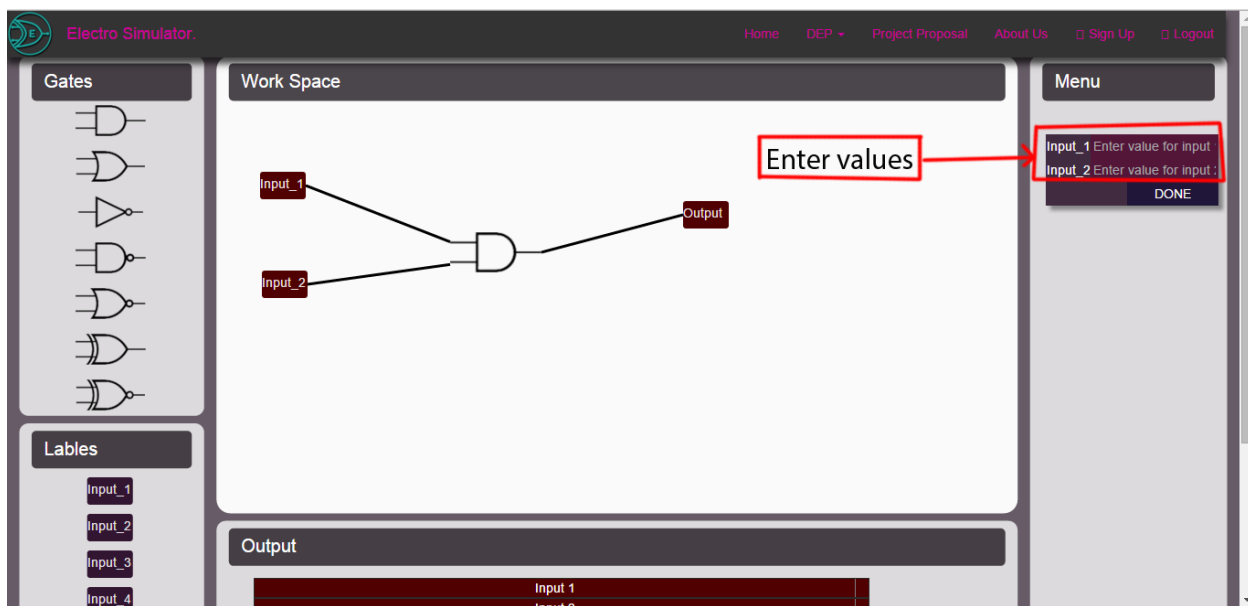 E
Electro Simulator.
Home DEP Project Proposal About Us Sign Up Logout
Gates
Work Space
Menu
Input_1
Input_2
Output
Enter values
Input_1 Enter value for input
Input_2 Enter value for input 2
DONE
Lables
Input_1
Input_2
Input_3
Input_4
Output
Input 1